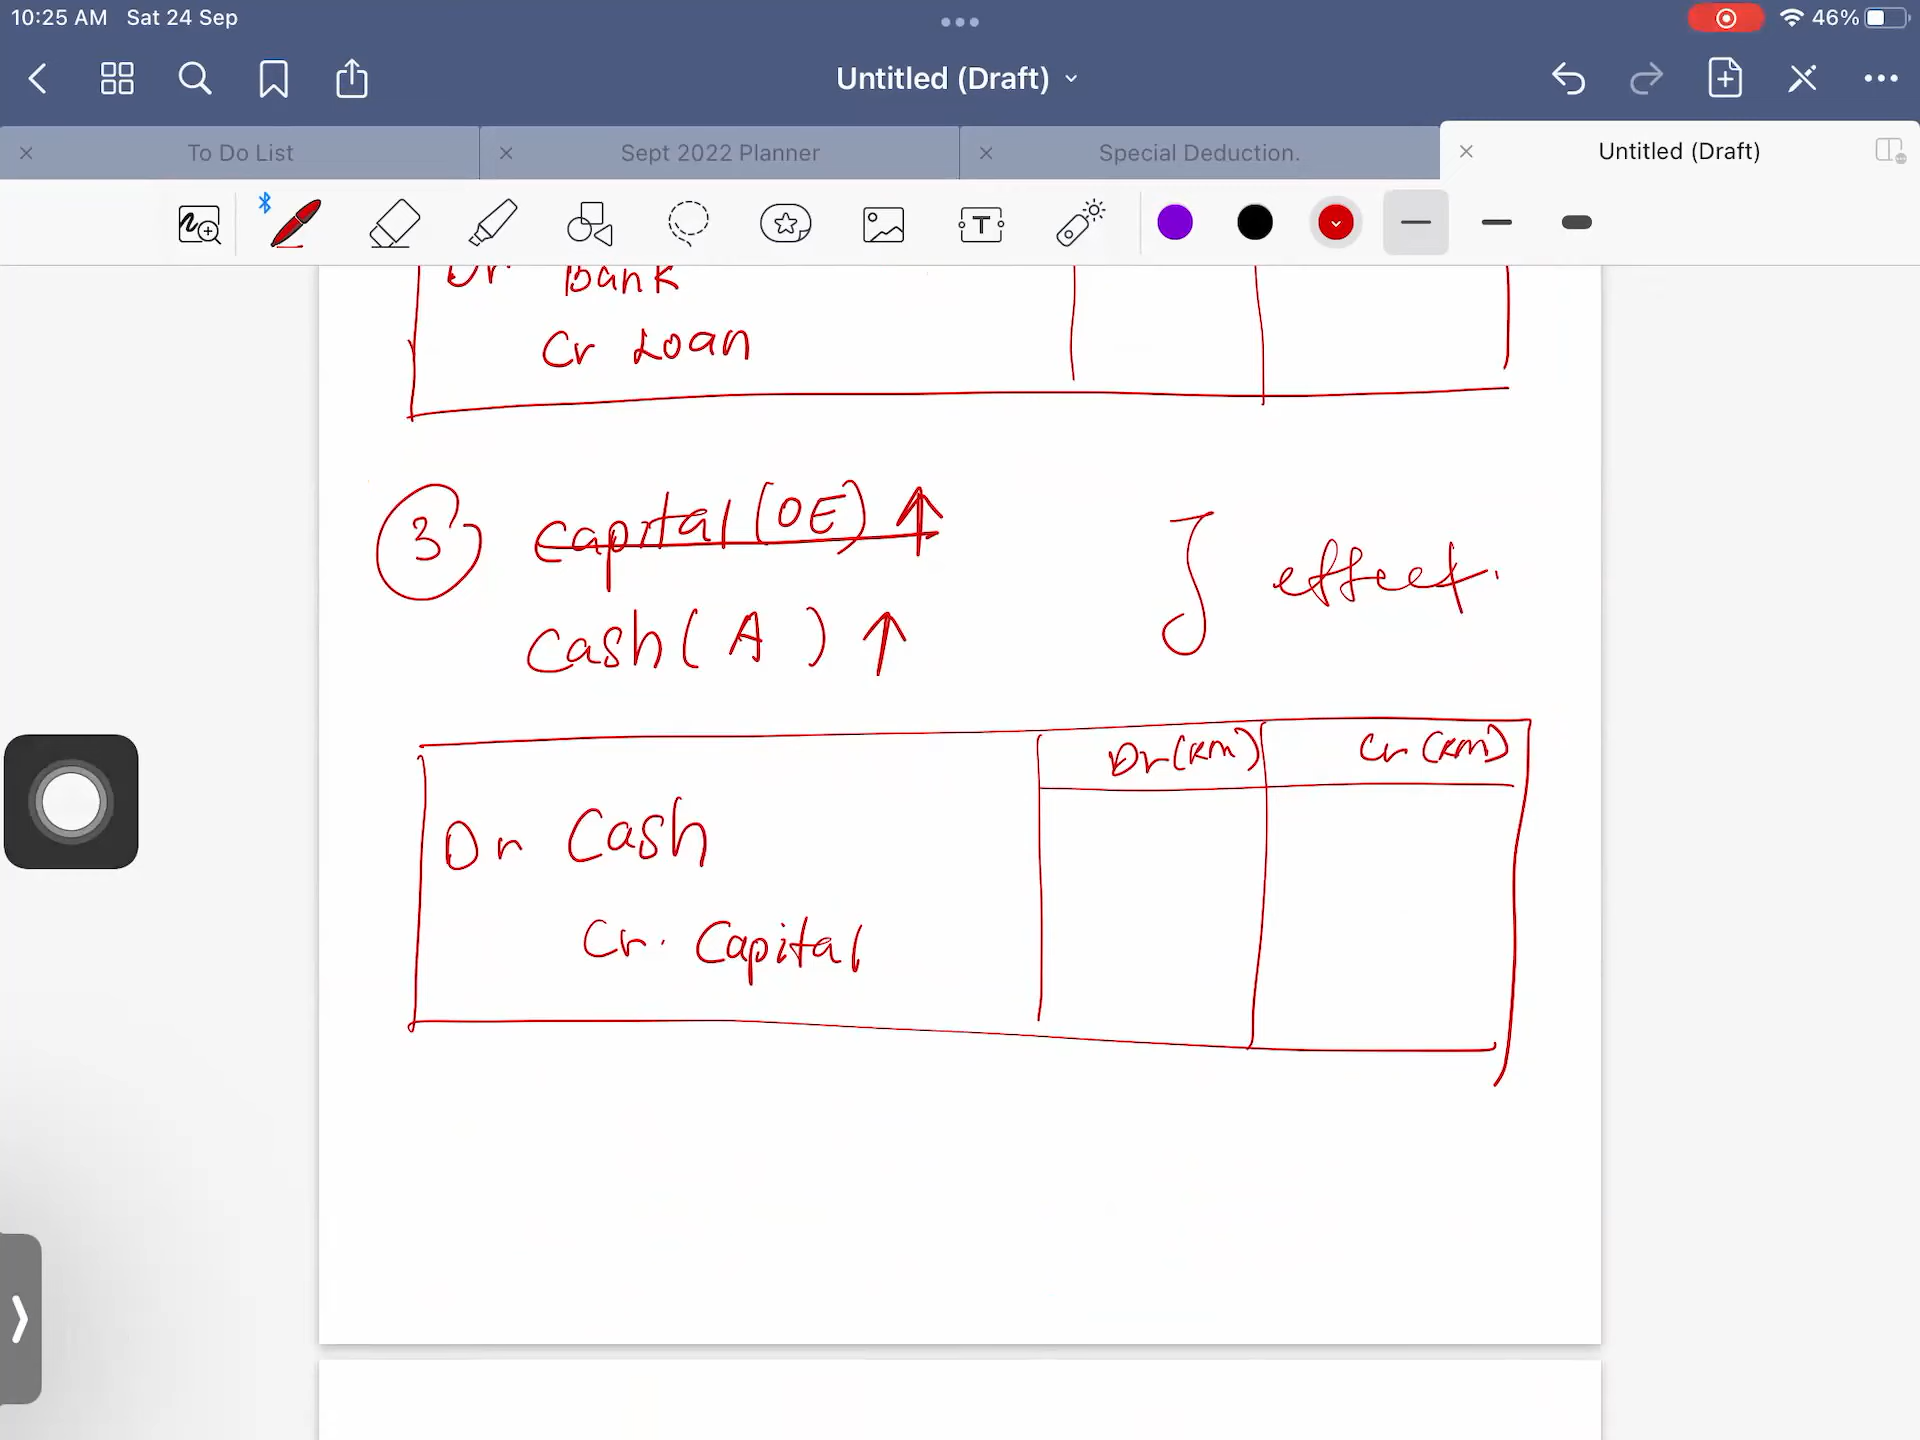 10:25 AM Sat 24 Sep
46%
Untitled (Draft)
To Do List
Sept 2022 Planner
Special Deduction.
Untitled (Draft)
Dr Bank
Cr Loan
3 Capital (OE) ↑
effect.
Cash (A) ↑
Dr (RM) Cr (RM)
Dr Cash
Cr. Capital